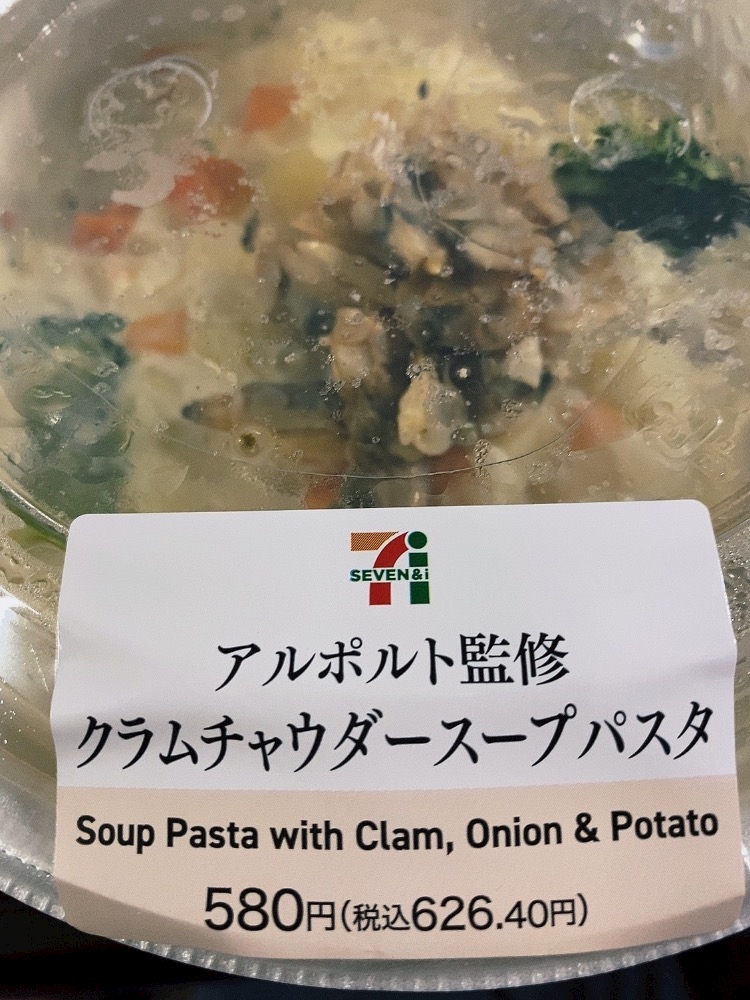 SEVEN&i
アルポルト監修
クラムチャウダースープパスタ
Soup Pasta with Clam, Onion & Potato
580円(税込626.40円)